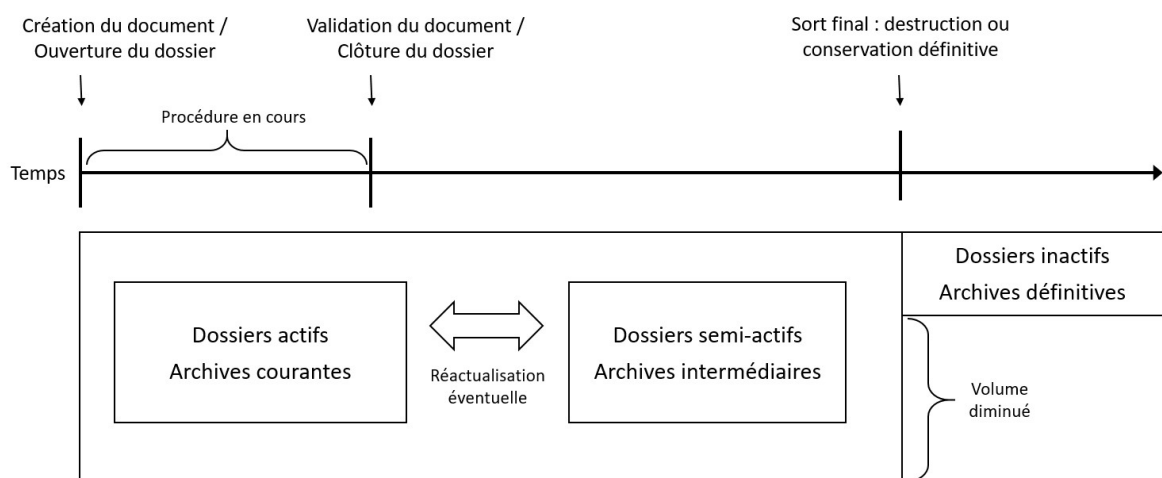 Création du document /
Ouverture du dossier
Validation du document /
Clôture du dossier
Sort final : destruction ou
conservation définitive
Procédure en cours
Temps
Dossiers actifs
Archives courantes
Réactualisation
éventuelle
Dossiers semi-actifs
Archives intermédiaires
Dossiers inactifs
Archives définitives
Volume
diminué